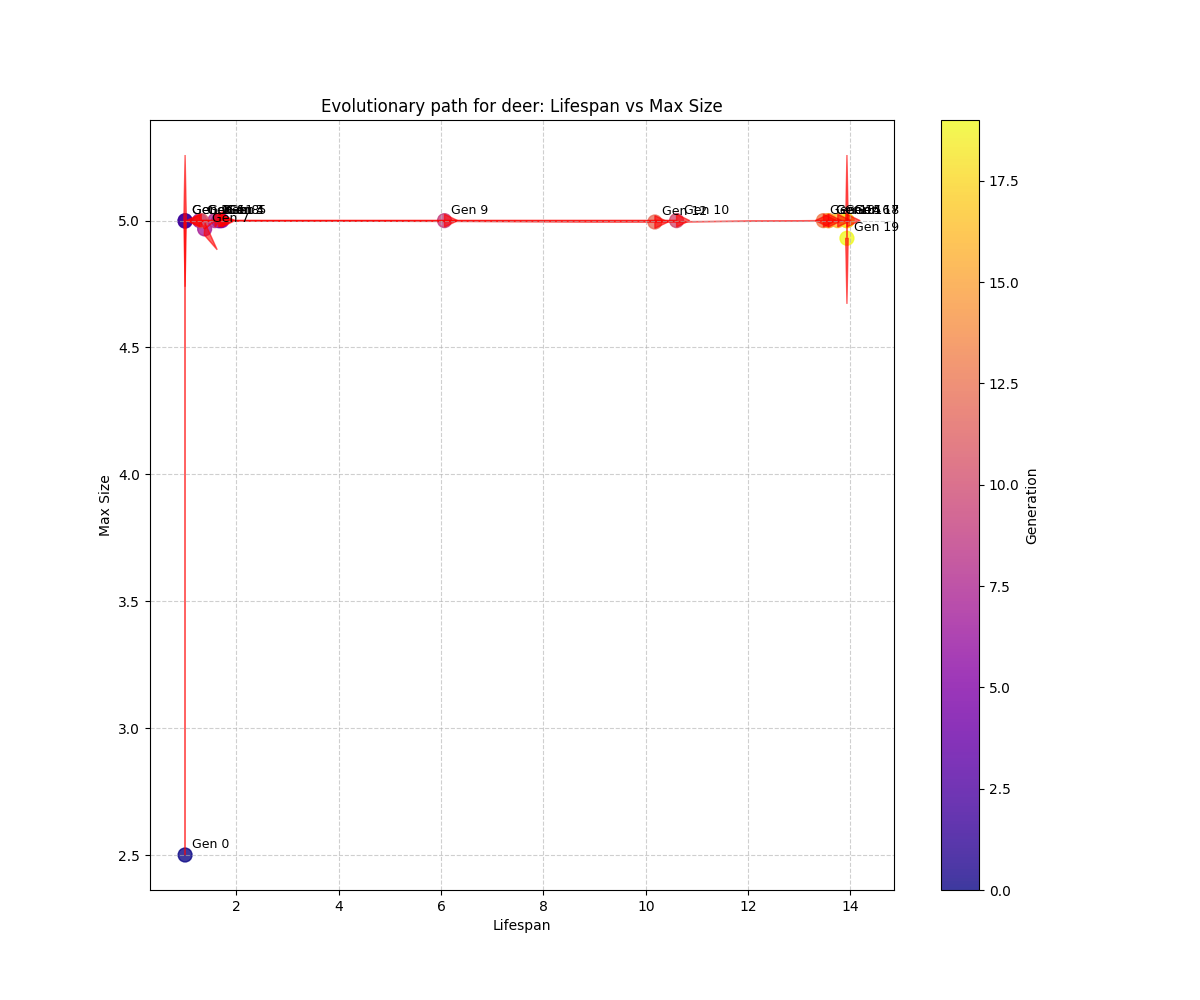 Evolutionary path for deer: Lifespan vs Max Size
5.0
4.5
4.0
3.5
3.0
2.5
Max Size
Gen 7
Gen 9
Gen 12
Gen 10
Gen 19
Gen 0
2
4
6
8
10
12
14
Lifespan
17.5
15.0
12.5
10.0
7.5
5.0
2.5
0.0
Generation